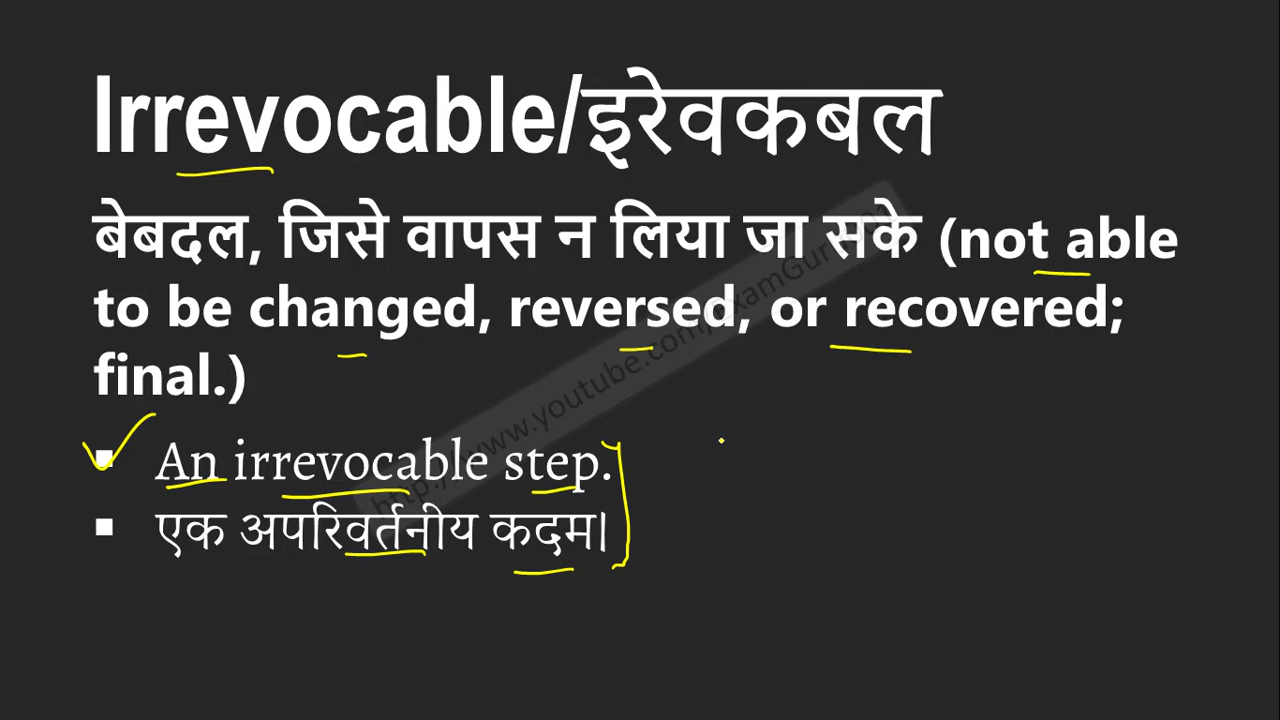 Irrevocable/इरेवकबल
बेबदल, जिसे वापस न लिया जा सके (not able
to be changed, reversed, or recovered;
final.)
▪ An irrevocable step.
▪ एक अपरिवर्तनीय कदम।